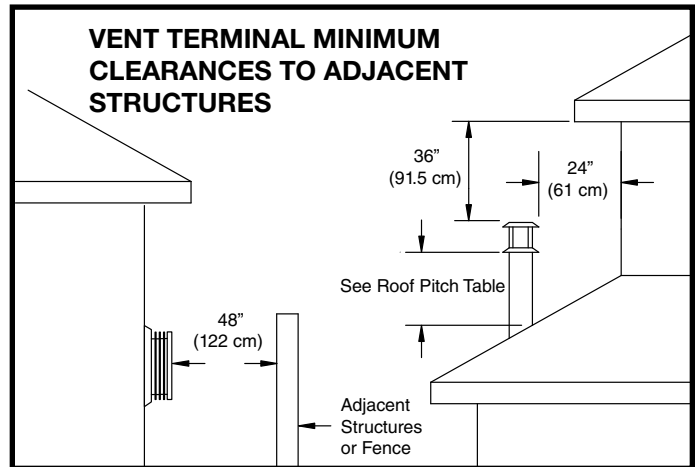 VENT TERMINAL MINIMUM
CLEARANCES TO ADJACENT
STRUCTURES
36”
(91.5 cm)
24”
(61 cm)
See Roof Pitch Table
48”
(122 cm)
Adjacent
Structures
or Fence